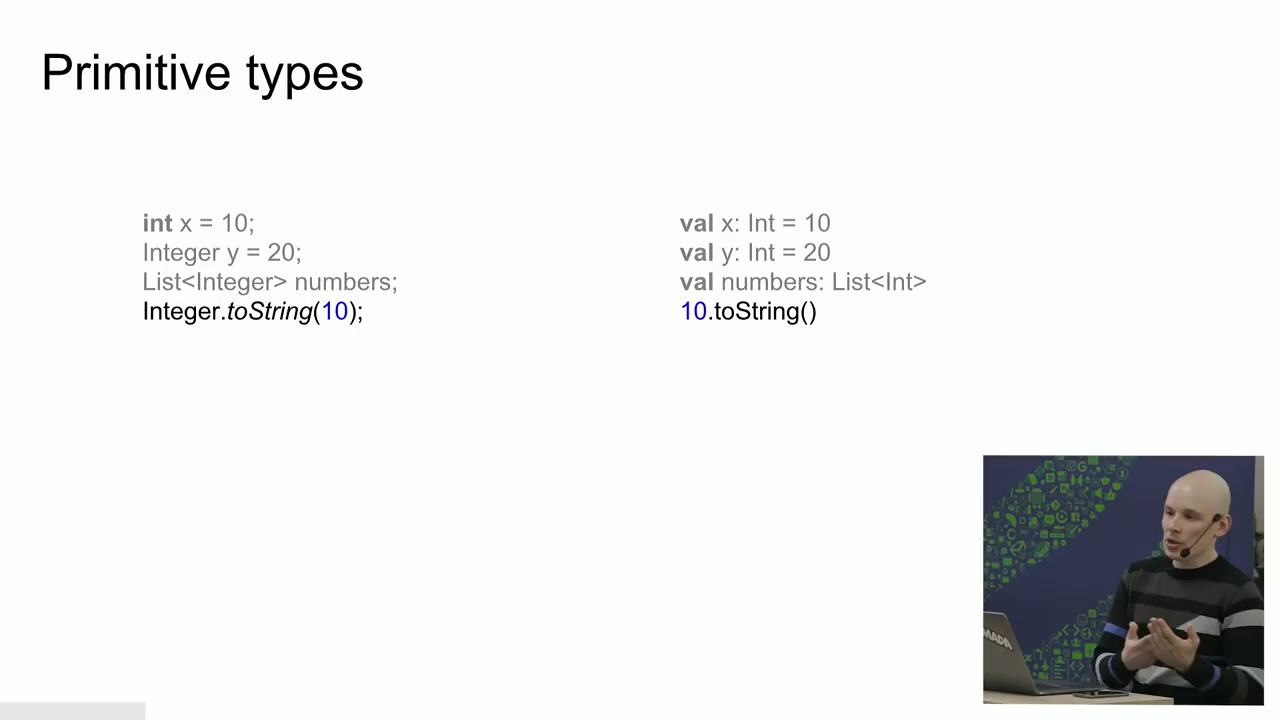 Primitive types
int x = 10;
Integer y = 20;
List<Integer> numbers;
Integer.toString(10);
val x: Int = 10
val y: Int = 20
val numbers: List<Int>
10.toString()